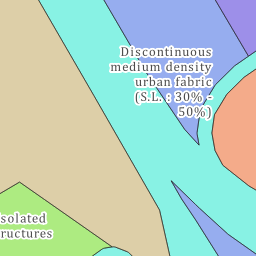 Discontinuous
medium density
urban fabric
(S.L. : 30% -
50%)
solated
ructures